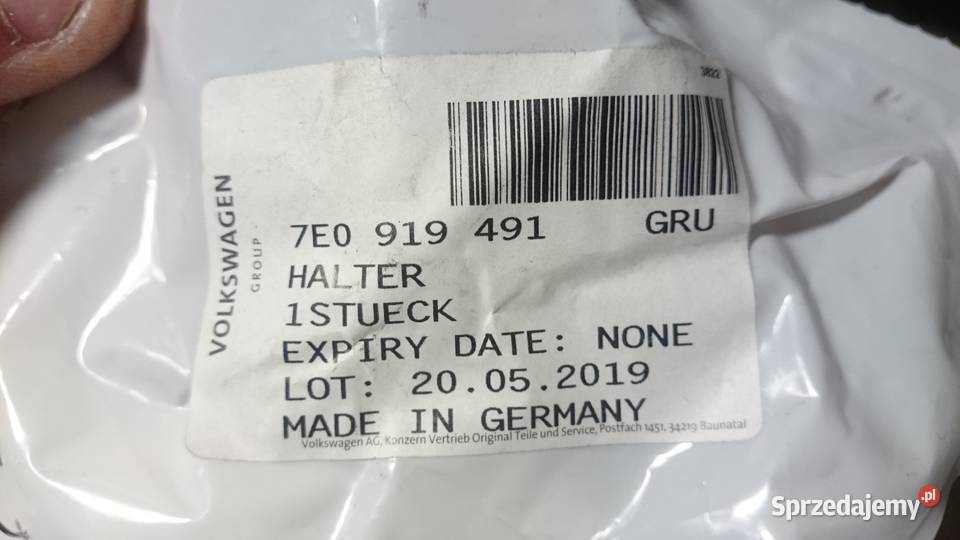 3822
7E0 919 491 GRU
HALTER
1STUECK
EXPIRY DATE: NONE
LOT: 20.05.2019
MADE IN GERMANY
Volkswagen AG, Konzern Vertrieb Original Teile und Service, Postfach 1451, 34219 Baunatal
VOLKSWAGEN
GROUP
Sprzedajemy.pl